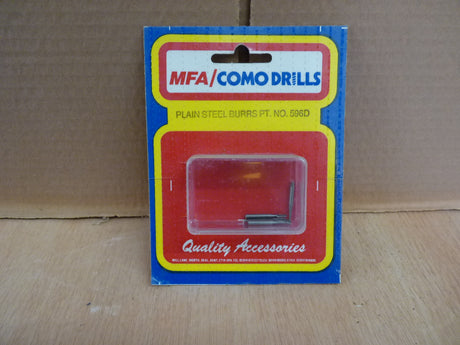 MFA/COMO DRILLS
PLAIN STEEL BURRS PT. NO. 596D
Quality Accessories